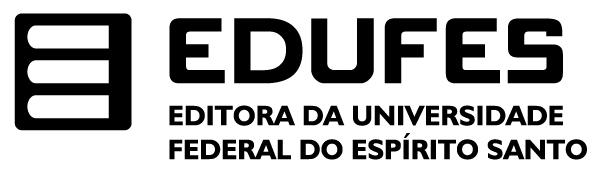 EDUFES
EDITORA DA UNIVERSIDADE
FEDERAL DO ESPÍRITO SANTO